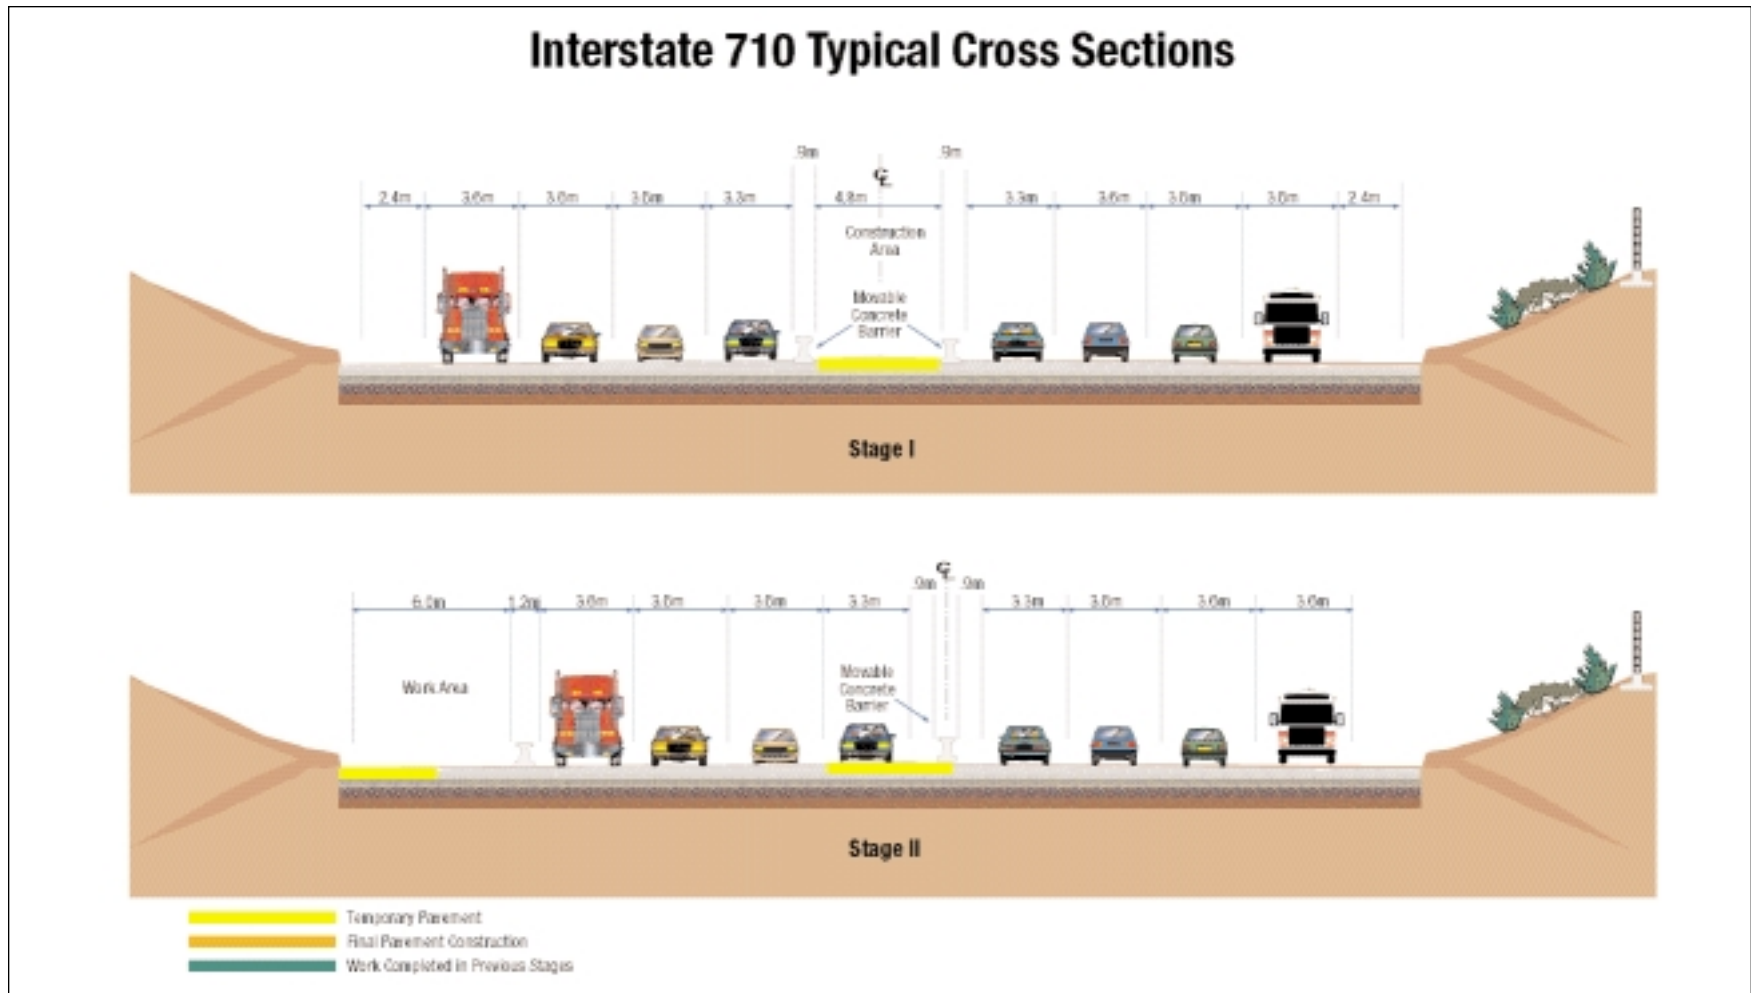 Interstate 710 Typical Cross Sections
.9m .9m
℄
2.4m 3.6m 3.6m 3.6m 3.3m 4.8m 3.3m 3.6m 3.6m 3.6m 2.4m
Construction
Area
Movable
Concrete
Barrier
Stage I
℄
.9m .9m
1.2m 3.6m 3.6m 3.6m 3.3m 3.3m 3.6m 3.6m 3.6m
Movable
Concrete
Barrier
Work Area
Stage II
Temporary Pavement
Final Pavement Construction
Work Completed in Previous Stages